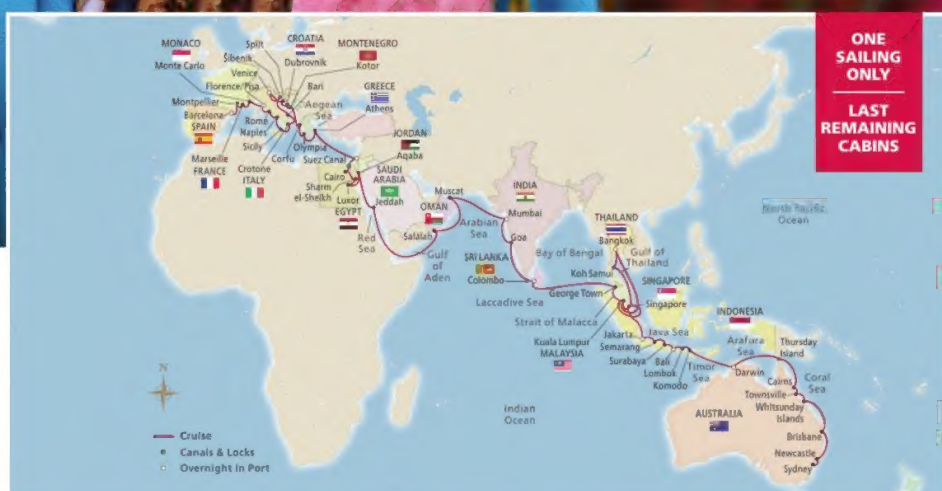 ONE
SAILING
ONLY
LAST
REMAINING
CABINS
MONACO
Monte Carlo
CROATIA
Split
Šibenik
Dubrovnik
MONTENEGRO
Kotor
Venice
Florence/Pisa
Bari
GREECE
Athens
Aegean
Sea
Montpellier
Barcelona
SPAIN
Rome
Naples
Sicily
Marseille
FRANCE
Crotone
ITALY
Corfu
Olympia
Suez Canal
JORDAN
Aqaba
Cairo
Sharm
el-Sheikh
Luxor
EGYPT
SAUDI
ARABIA
Jeddah
Red
Sea
OMAN
Muscat
Salalah
Gulf
of
Aden
Arabian
Sea
INDIA
Mumbai
Goa
SRI LANKA
Colombo
Laccadive Sea
Bay of Bengal
THAILAND
Bangkok
Gulf of
Thailand
Koh Samui
SINGAPORE
Singapore
George Town
Strait of Malacca
Kuala Lumpur
MALAYSIA
INDONESIA
Jakarta
Semarang
Surabaya
Bali
Lombok
Komodo
Java Sea
Arafura
Sea
Timor
Sea
Thursday
Island
Darwin
Cairns
Townsville
Whitsunday
Islands
Coral
Sea
AUSTRALIA
Brisbane
Newcastle
Sydney
North Pacific
Ocean
Indian
Ocean
N
Cruise
Canals & Locks
Overnight in Port